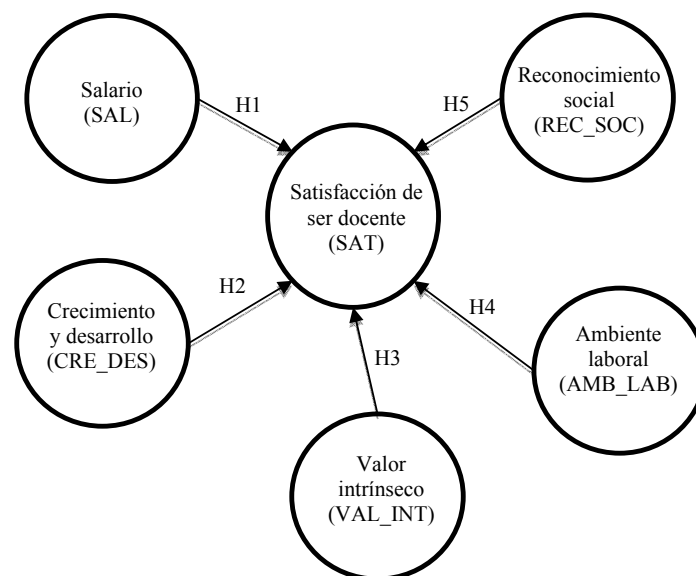 Salario
(SAL)
H1
H5
Reconocimiento
social
(REC_SOC)
Satisfacción de
ser docente
(SAT)
Crecimiento
y desarrollo
(CRE_DES)
H2
H3
H4
Ambiente
laboral
(AMB_LAB)
Valor
intrínseco
(VAL_INT)